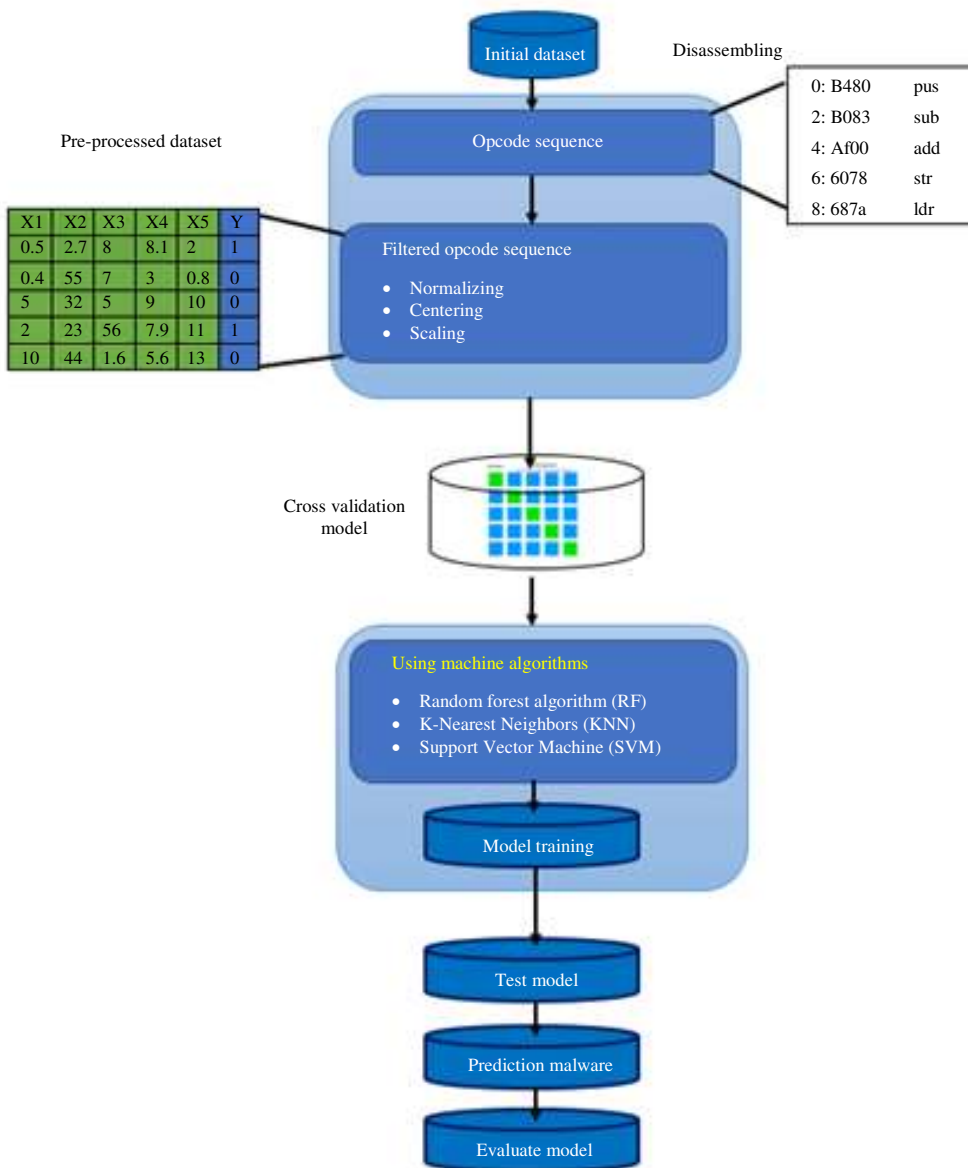 Initial dataset
Disassembling
0: B480 pus
2: B083 sub
4: Af00 add
6: 6078 str
8: 687a ldr
Opcode sequence
Pre-processed dataset
X1 X2 X3 X4 X5 Y
0.5 2.7 8 8.1 2 1
0.4 55 7 3 0.8 0
5 32 5 9 10 0
2 23 56 7.9 11 1
10 44 1.6 5.6 13 0
Filtered opcode sequence
• Normalizing
• Centering
• Scaling
Cross validation
model
Using machine algorithms
• Random forest algorithm (RF)
• K-Nearest Neighbors (KNN)
• Support Vector Machine (SVM)
Model training
Test model
Prediction malware
Evaluate model